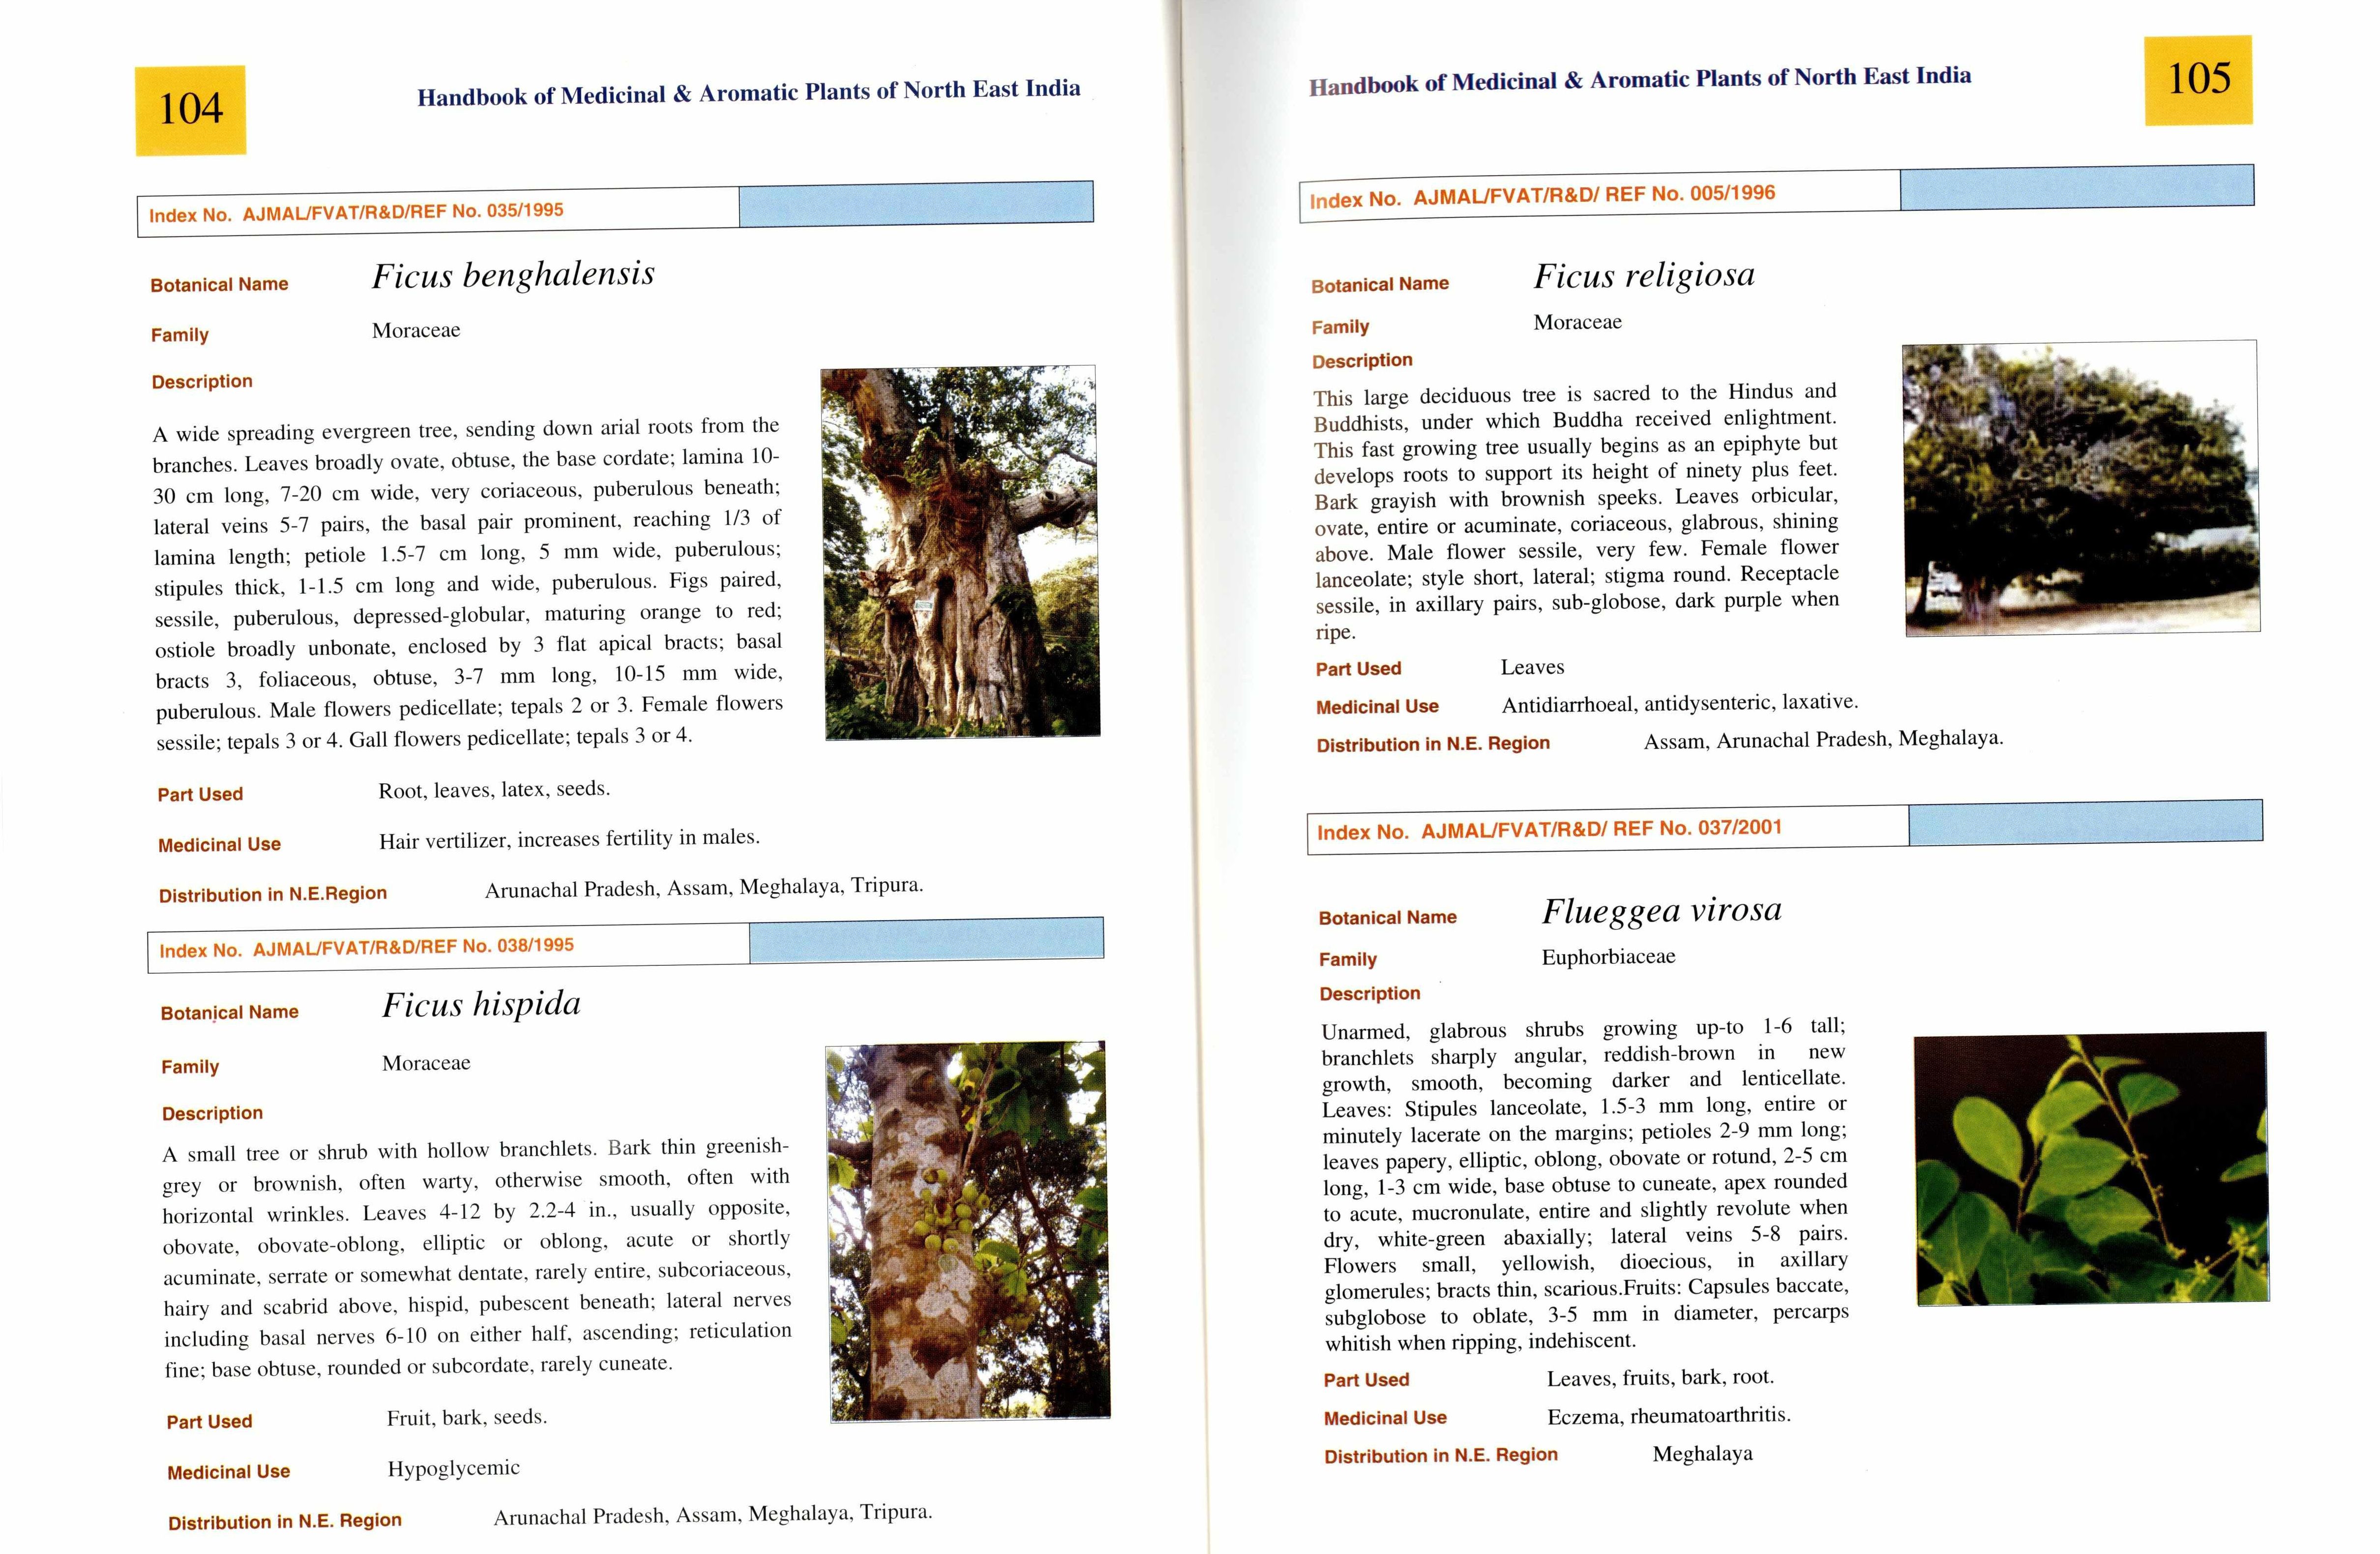 104
Handbook of Medicinal & Aromatic Plants of North East India
Index No. AJMAL/FVAT/R&D/REF No. 035/1995
Botanical Name Ficus benghalensis
Family Moraceae
Description
A wide spreading evergreen tree, sending down arial roots from the
branches. Leaves broadly ovate, obtuse, the base cordate; lamina 10-
30 cm long, 7-20 cm wide, very coriaceous, puberulous beneath;
lateral veins 5-7 pairs, the basal pair prominent, reaching 1/3 of
lamina length; petiole 1.5-7 cm long, 5 mm wide, puberulous;
stipules thick, 1-1.5 cm long and wide, puberulous. Figs paired,
sessile, puberulous, depressed-globular, maturing orange to red;
ostiole broadly unbonate, enclosed by 3 flat apical bracts; basal
bracts 3, foliaceous, obtuse, 3-7 mm long, 10-15 mm wide,
puberulous. Male flowers pedicellate; tepals 2 or 3. Female flowers
sessile; tepals 3 or 4. Gall flowers pedicellate; tepals 3 or 4.
Part Used Root, leaves, latex, seeds.
Medicinal Use Hair vertilizer, increases fertility in males.
Distribution in N.E.Region Arunachal Pradesh, Assam, Meghalaya, Tripura.
Index No. AJMAL/FVAT/R&D/REF No. 038/1995
Botanical Name Ficus hispida
Family Moraceae
Description
A small tree or shrub with hollow branchlets. Bark thin greenish-
grey or brownish, often warty, otherwise smooth, often with
horizontal wrinkles. Leaves 4-12 by 2.2-4 in., usually opposite,
obovate, obovate-oblong, elliptic or oblong, acute or shortly
acuminate, serrate or somewhat dentate, rarely entire, subcoriaceous,
hairy and scabrid above, hispid, pubescent beneath; lateral nerves
including basal nerves 6-10 on either half, ascending; reticulation
fine; base obtuse, rounded or subcordate, rarely cuneate.
Part Used Fruit, bark, seeds.
Medicinal Use Hypoglycemic
Distribution in N.E. Region Arunachal Pradesh, Assam, Meghalaya, Tripura.
Handbook of Medicinal & Aromatic Plants of North East India
105
Index No. AJMAL/FVAT/R&D/ REF No. 005/1996
Botanical Name Ficus religiosa
Family Moraceae
Description
This large deciduous tree is sacred to the Hindus and
Buddhists, under which Buddha received enlightment.
This fast growing tree usually begins as an epiphyte but
develops roots to support its height of ninety plus feet.
Bark grayish with brownish speeks. Leaves orbicular,
ovate, entire or acuminate, coriaceous, glabrous, shining
above. Male flower sessile, very few. Female flower
lanceolate; style short, lateral; stigma round. Receptacle
sessile, in axillary pairs, sub-globose, dark purple when
ripe.
Part Used Leaves
Medicinal Use Antidiarrhoeal, antidysenteric, laxative.
Distribution in N.E. Region Assam, Arunachal Pradesh, Meghalaya.
Index No. AJMAL/FVAT/R&D/ REF No. 037/2001
Botanical Name Flueggea virosa
Family Euphorbiaceae
Description
Unarmed, glabrous shrubs growing up-to 1-6 tall;
branchlets sharply angular, reddish-brown in new
growth, smooth, becoming darker and lenticellate.
Leaves: Stipules lanceolate, 1.5-3 mm long, entire or
minutely lacerate on the margins; petioles 2-9 mm long;
leaves papery, elliptic, oblong, obovate or rotund, 2-5 cm
long, 1-3 cm wide, base obtuse to cuneate, apex rounded
to acute, mucronulate, entire and slightly revolute when
dry, white-green abaxially; lateral veins 5-8 pairs.
Flowers small, yellowish, dioecious, in axillary
glomerules; bracts thin, scarious.Fruits: Capsules baccate,
subglobose to oblate, 3-5 mm in diameter, percarps
whitish when ripping, indehiscent.
Part Used Leaves, fruits, bark, root.
Medicinal Use Eczema, rheumatoarthritis.
Distribution in N.E. Region Meghalaya